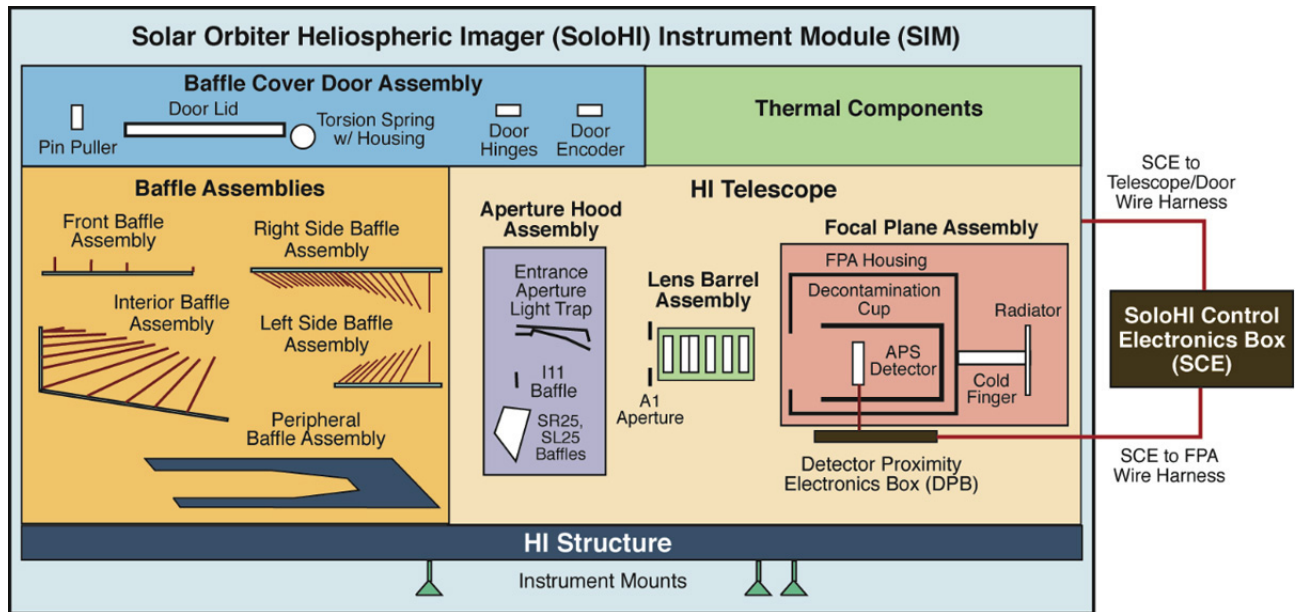 Solar Orbiter Heliospheric Imager (SoloHI) Instrument Module (SIM)
Baffle Cover Door Assembly
Door Lid
Pin Puller
Torsion Spring
w/ Housing
Door
Hinges
Door
Encoder
Thermal Components
Baffle Assemblies
Front Baffle
Assembly
Right Side Baffle
Assembly
Interior Baffle
Assembly
Left Side Baffle
Assembly
Peripheral
Baffle Assembly
HI Telescope
Aperture Hood
Assembly
Entrance
Aperture
Light Trap
I11
Baffle
SR25,
SL25
Baffles
Lens Barrel
Assembly
A1
Aperture
Focal Plane Assembly
FPA Housing
Decontamination
Cup
Radiator
APS
Detector
Cold
Finger
Detector Proximity
Electronics Box (DPB)
SCE to
Telescope/Door
Wire Harness
SoloHI Control
Electronics Box
(SCE)
SCE to FPA
Wire Harness
HI Structure
Instrument Mounts